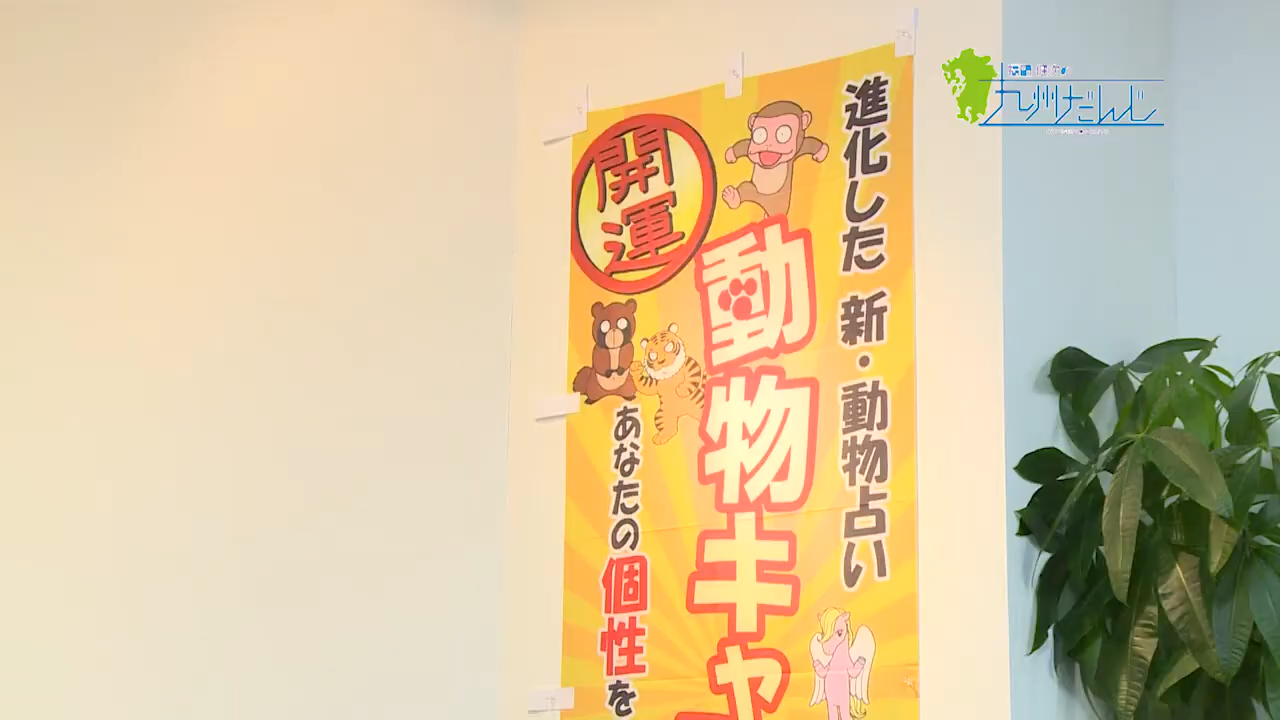 進化した 新・動物占い
開運
動物キャ
あなたの個性を
九州だんじ